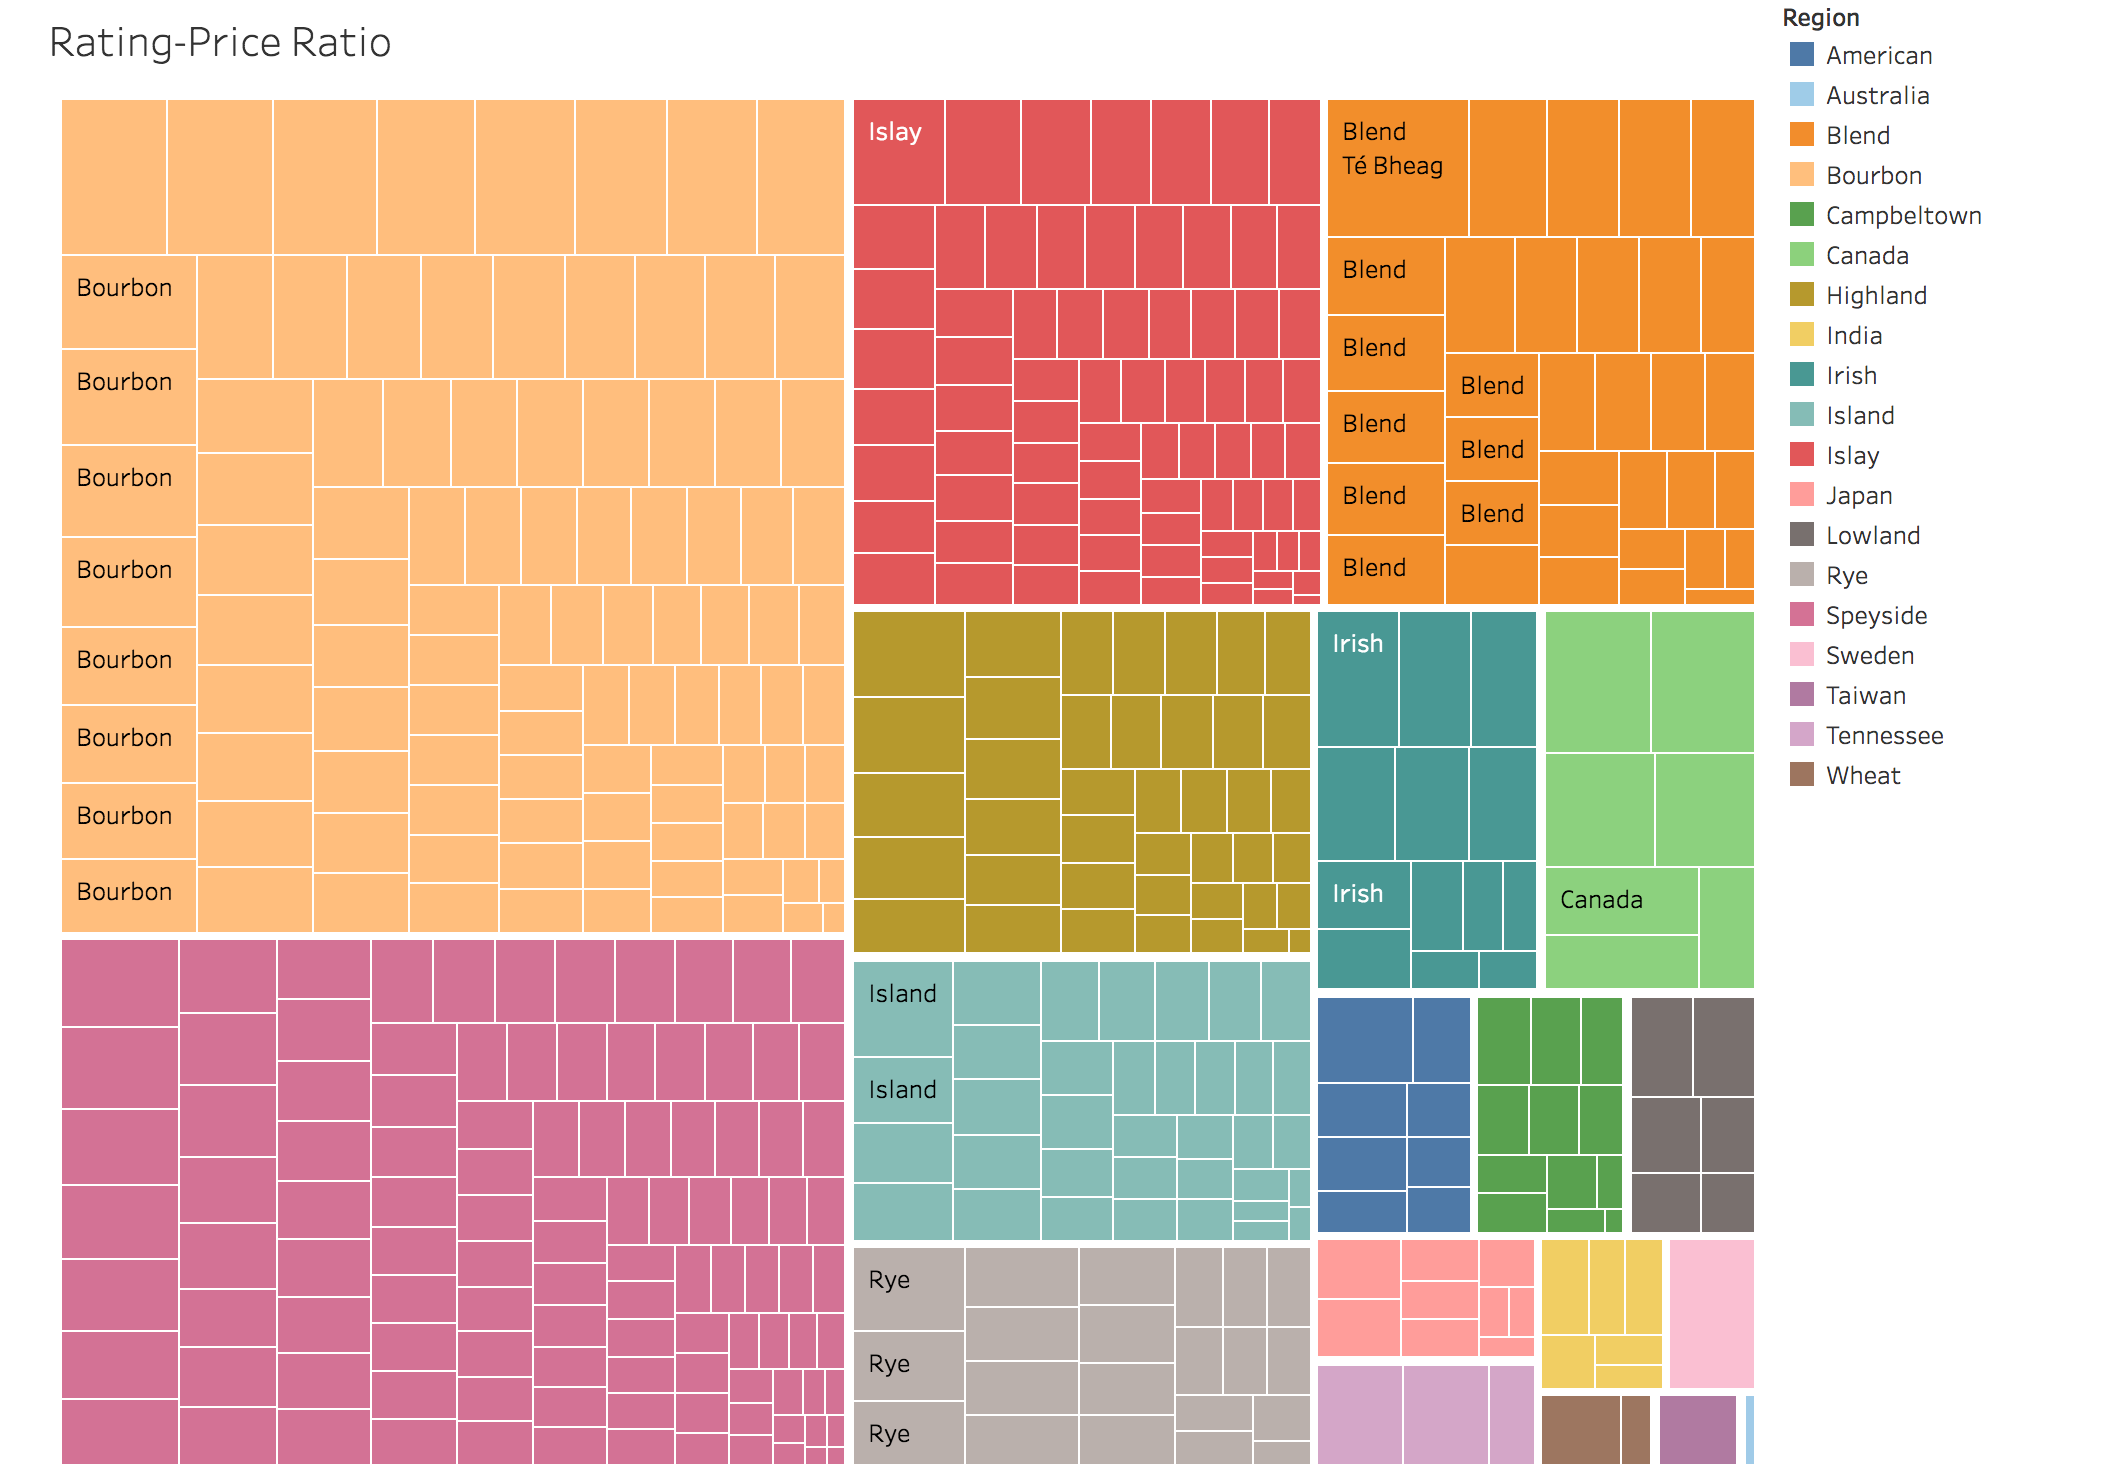 Rating-Price Ratio
Bourbon
Bourbon
Bourbon
Bourbon
Bourbon
Bourbon
Bourbon
Bourbon
Islay
Blend
Té Bheag
Blend
Blend
Blend
Blend
Blend
Blend
Blend
Blend
Irish
Irish
Canada
Island
Island
Rye
Rye
Rye
Region
American
Australia
Blend
Bourbon
Campbeltown
Canada
Highland
India
Irish
Island
Islay
Japan
Lowland
Rye
Speyside
Sweden
Taiwan
Tennessee
Wheat